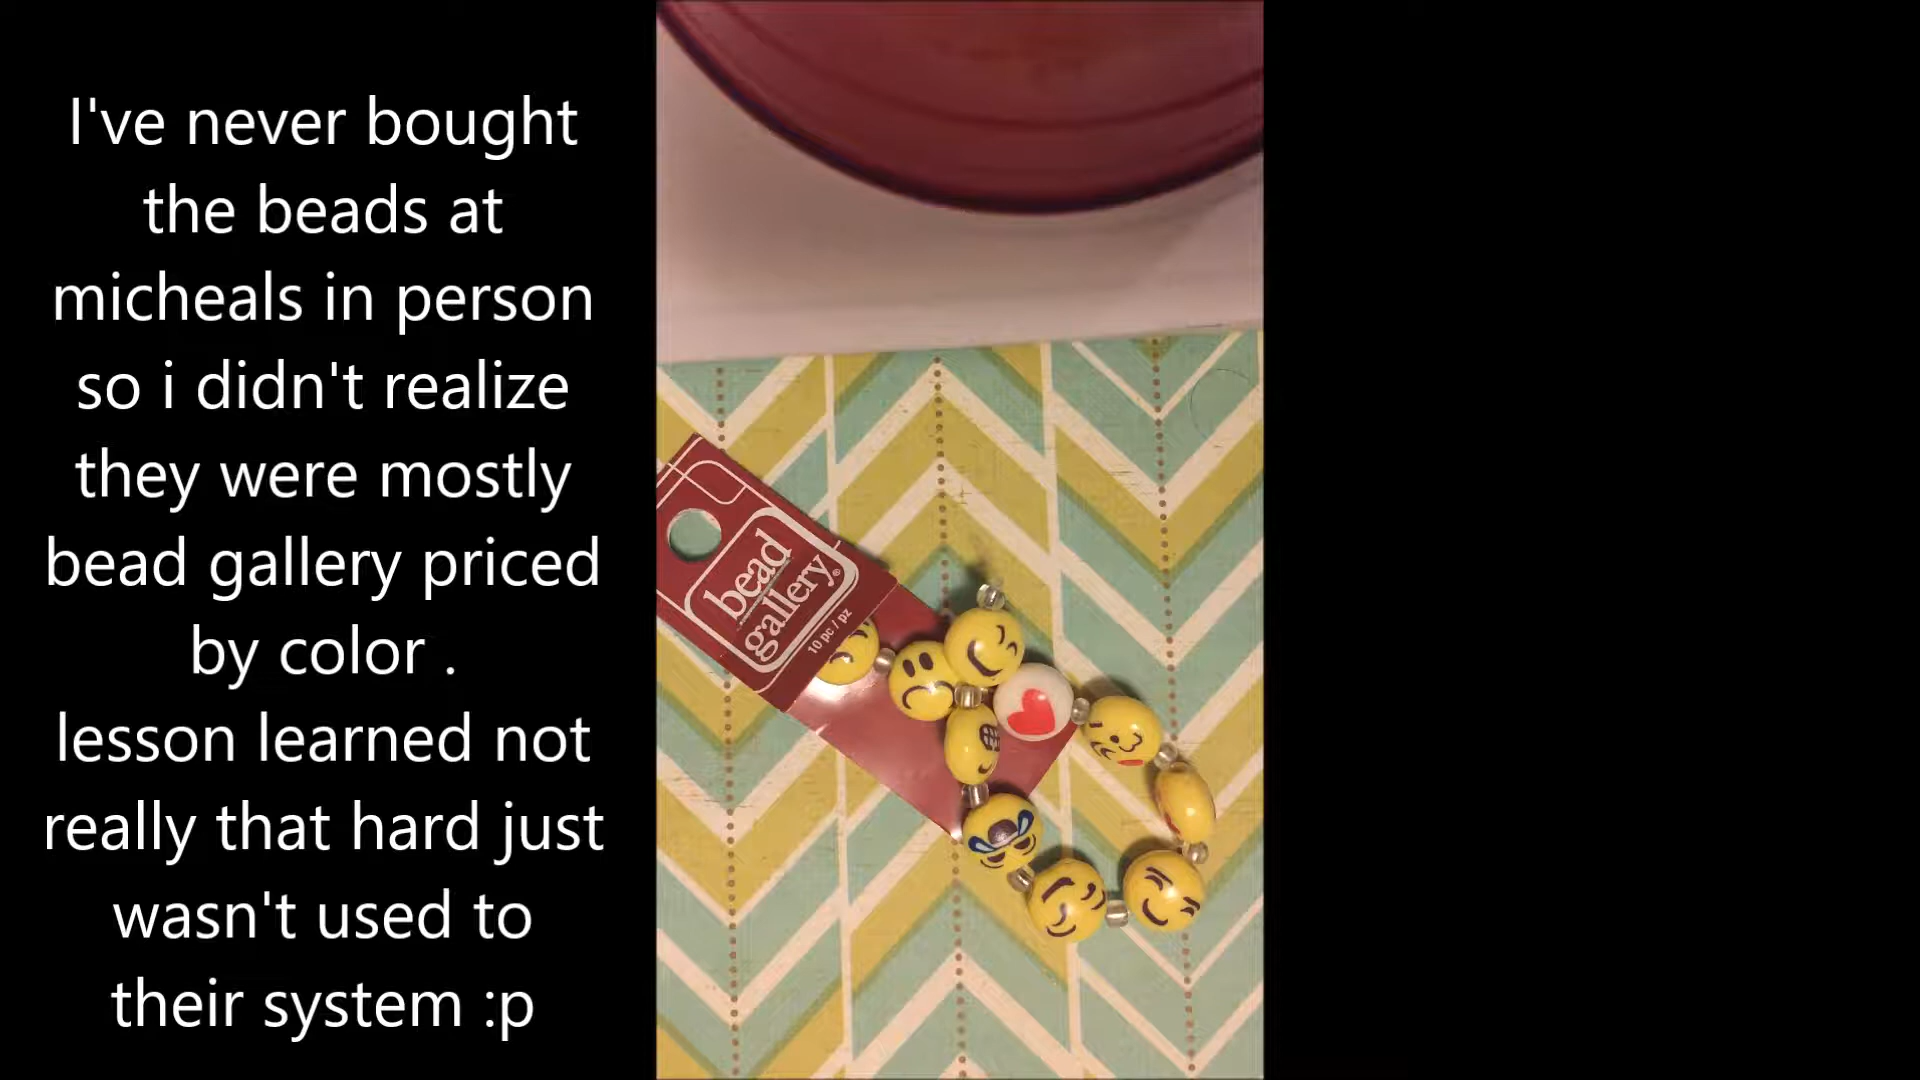 I've never bought
the beads at
micheals in person
so i didn't realize
they were mostly
bead gallery priced
by color .
lesson learned not
really that hard just
wasn't used to
their system :p
bead
gallery®
10 pc / pz